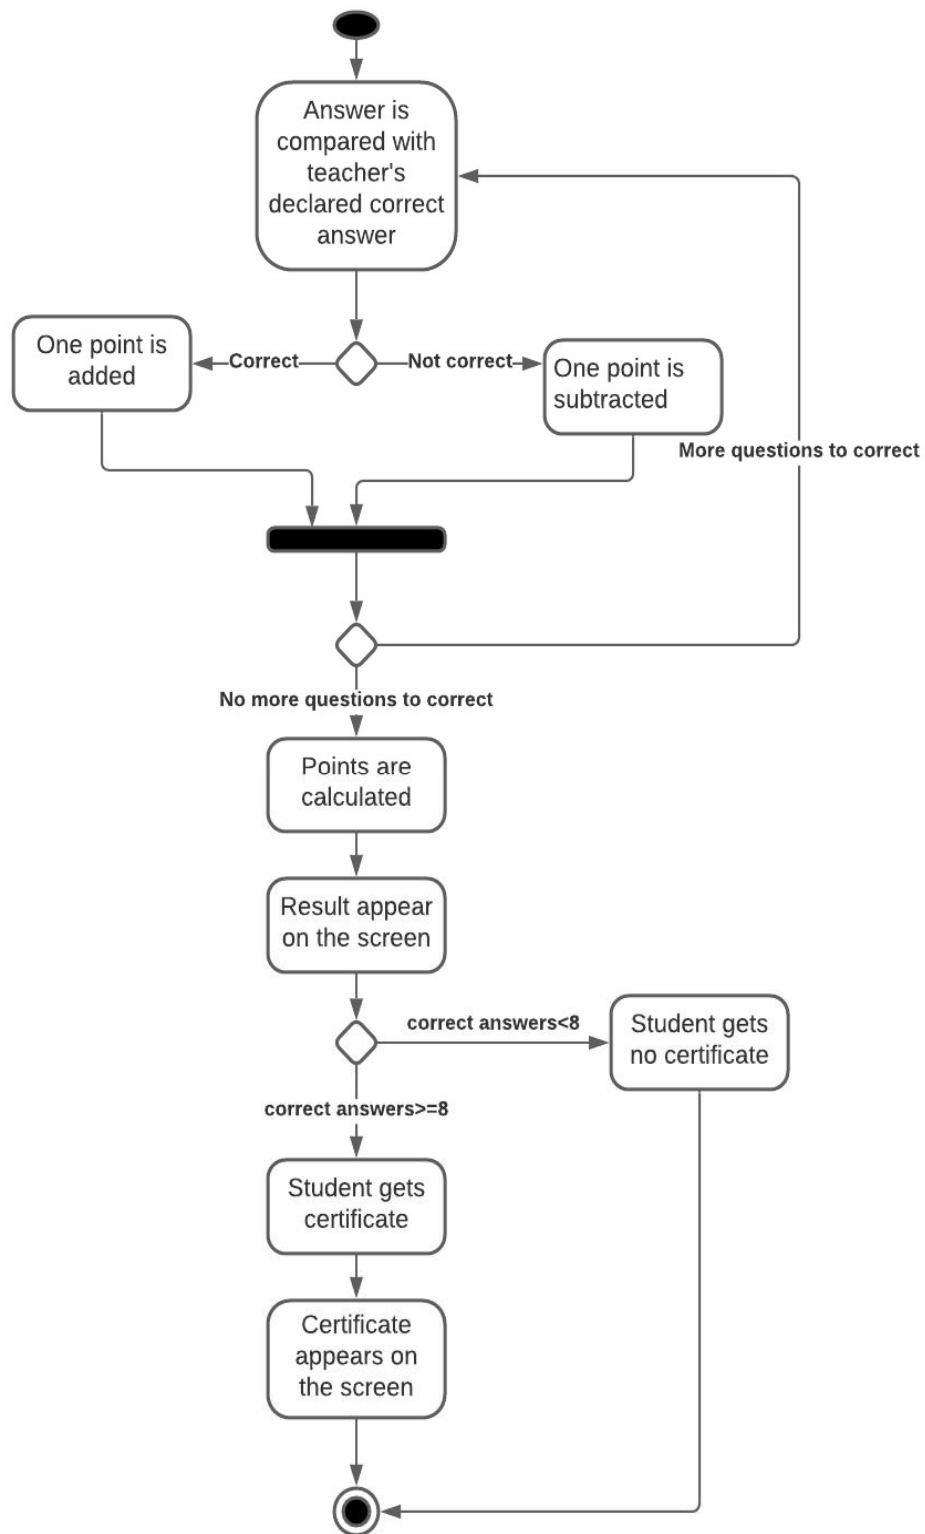 Answer is
compared with
teacher's
declared correct
answer
One point is
added
Correct
Not correct
One point is
subtracted
More questions to correct
No more questions to correct
Points are
calculated
Result appear
on the screen
correct answers<8
Student gets
no certificate
correct answers>=8
Student gets
certificate
Certificate
appears on
the screen